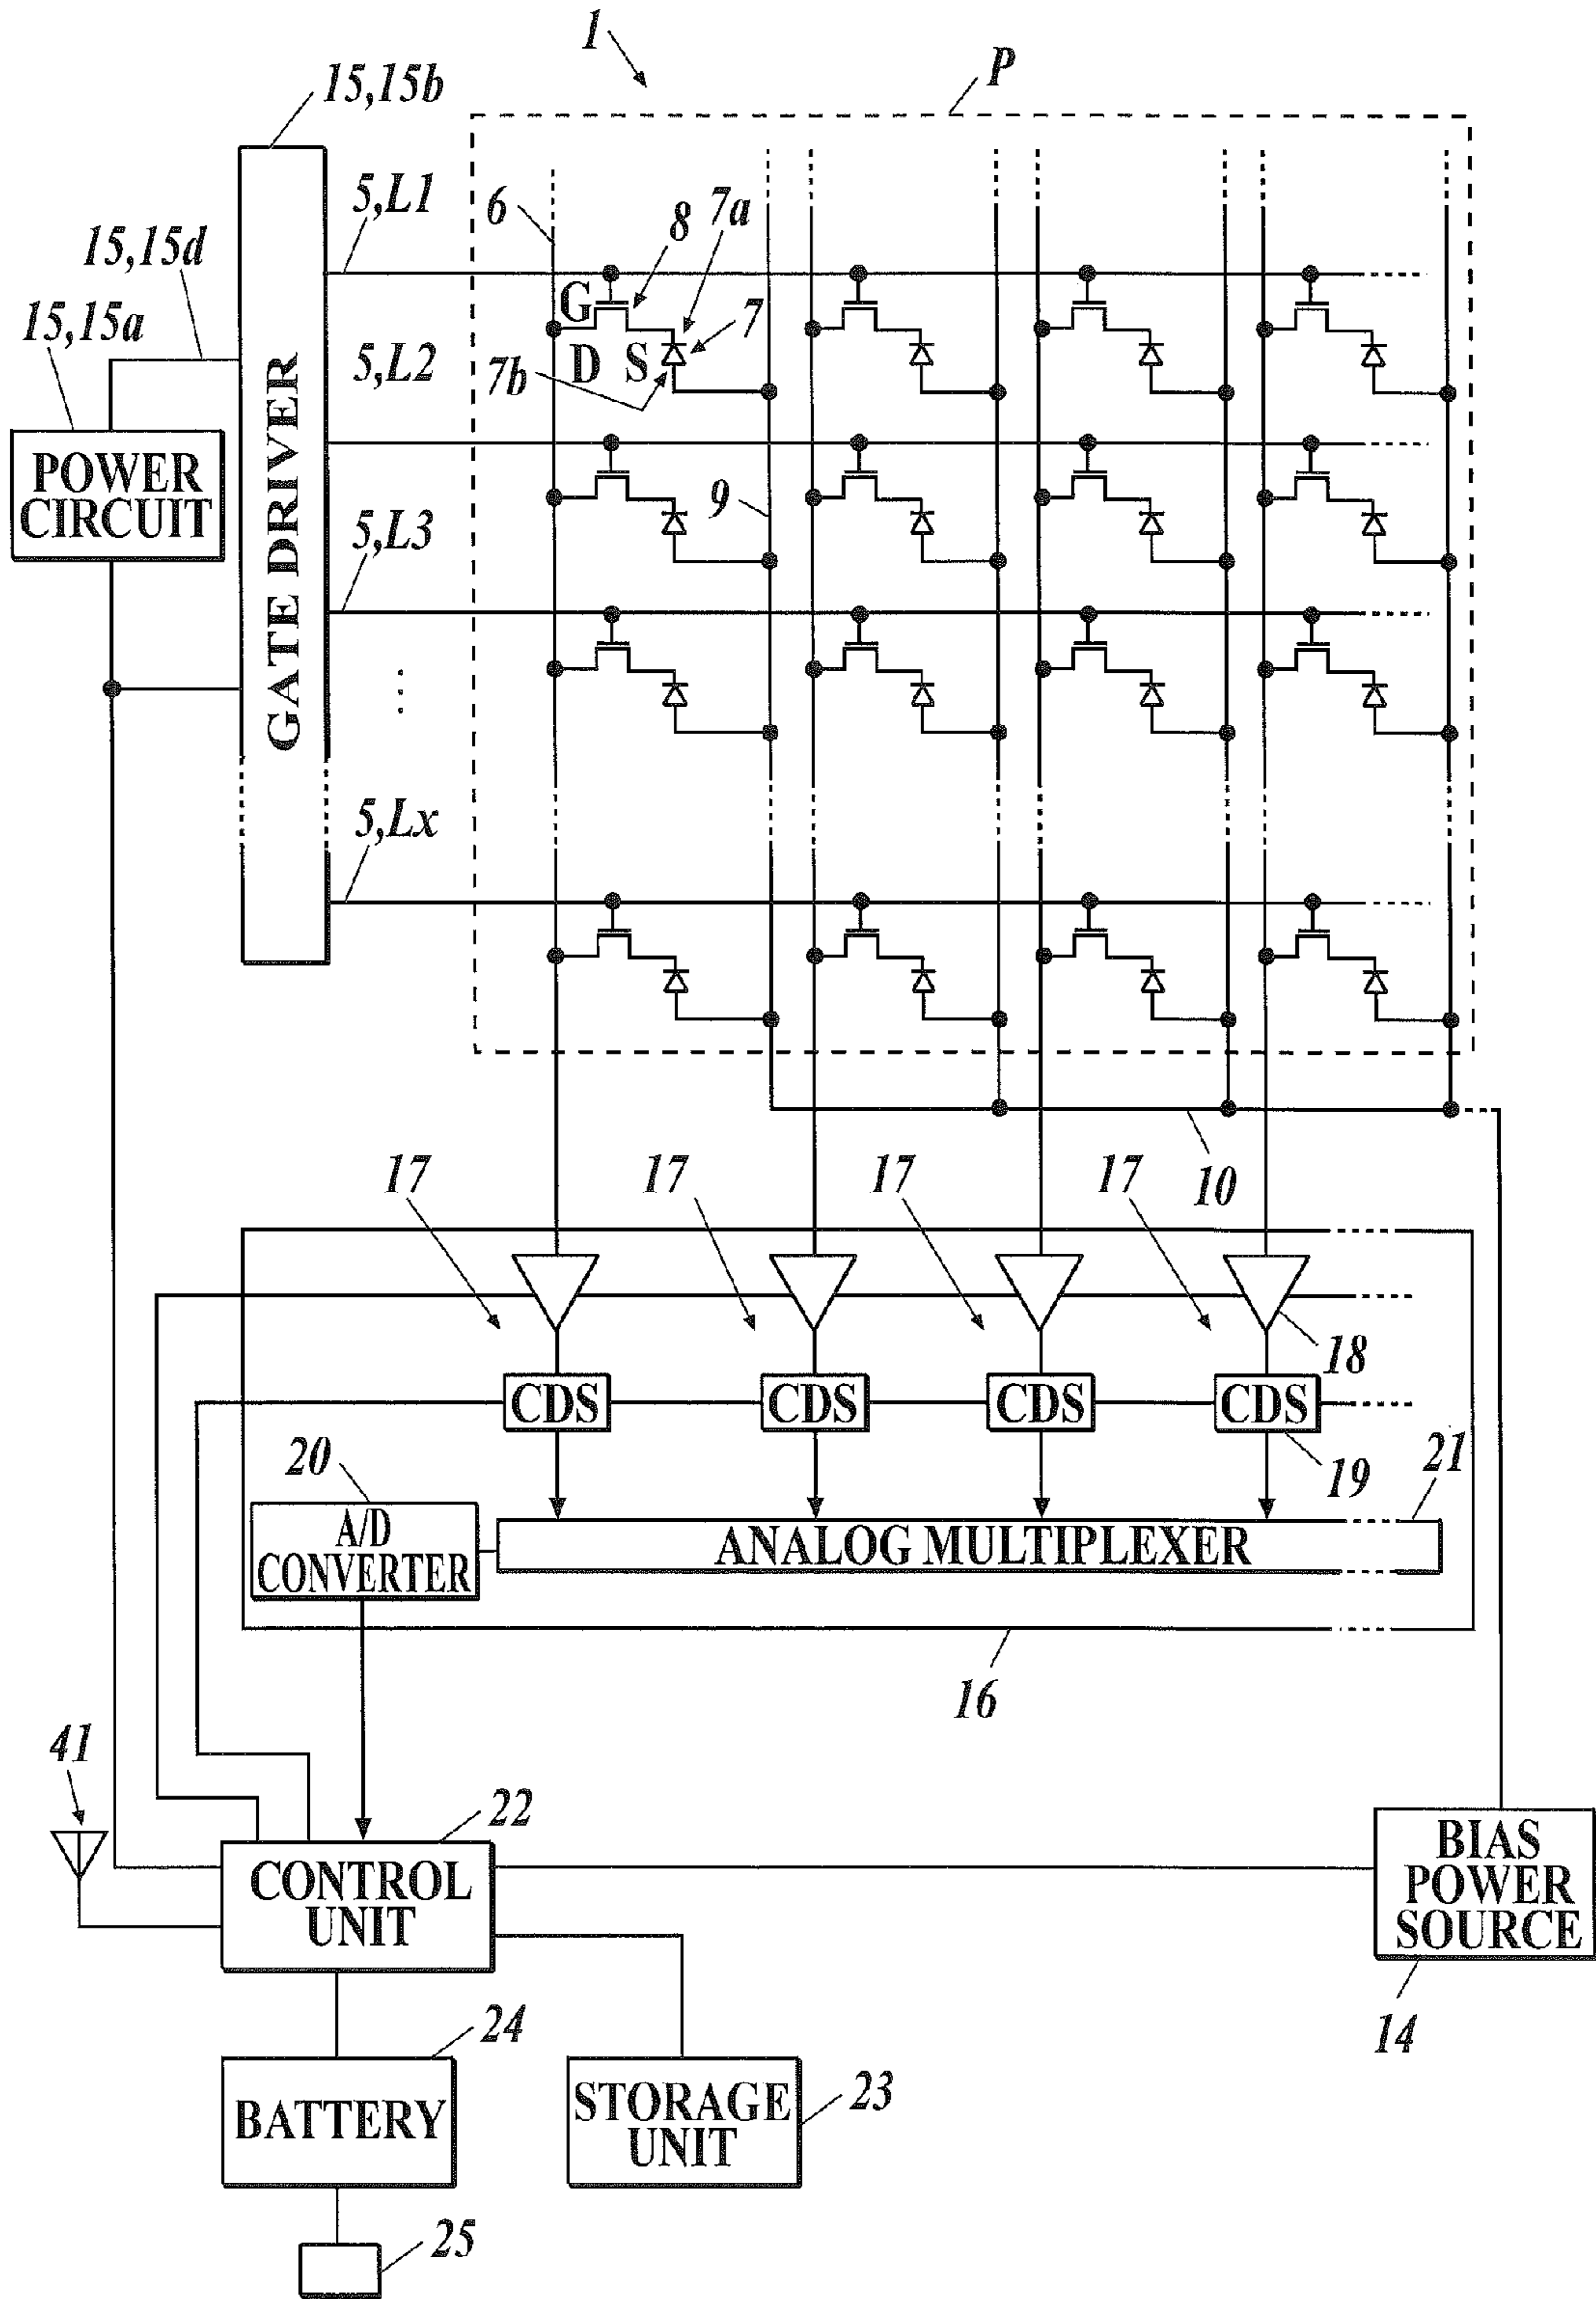 1
P
15,15b
5,L1
6
8
7a
15,15d
7
G
15,15a
D S
5,L2
7b
POWER
CIRCUIT
GATE DRIVER
9
5,L3
5,Lx
10
17
17
17
17
18
CDS
CDS
CDS
CDS
19
20
21
A/D
CONVERTER
ANALOG MULTIPLEXER
16
41
22
CONTROL
UNIT
BIAS
POWER
SOURCE
14
24
BATTERY
STORAGE
UNIT
23
25